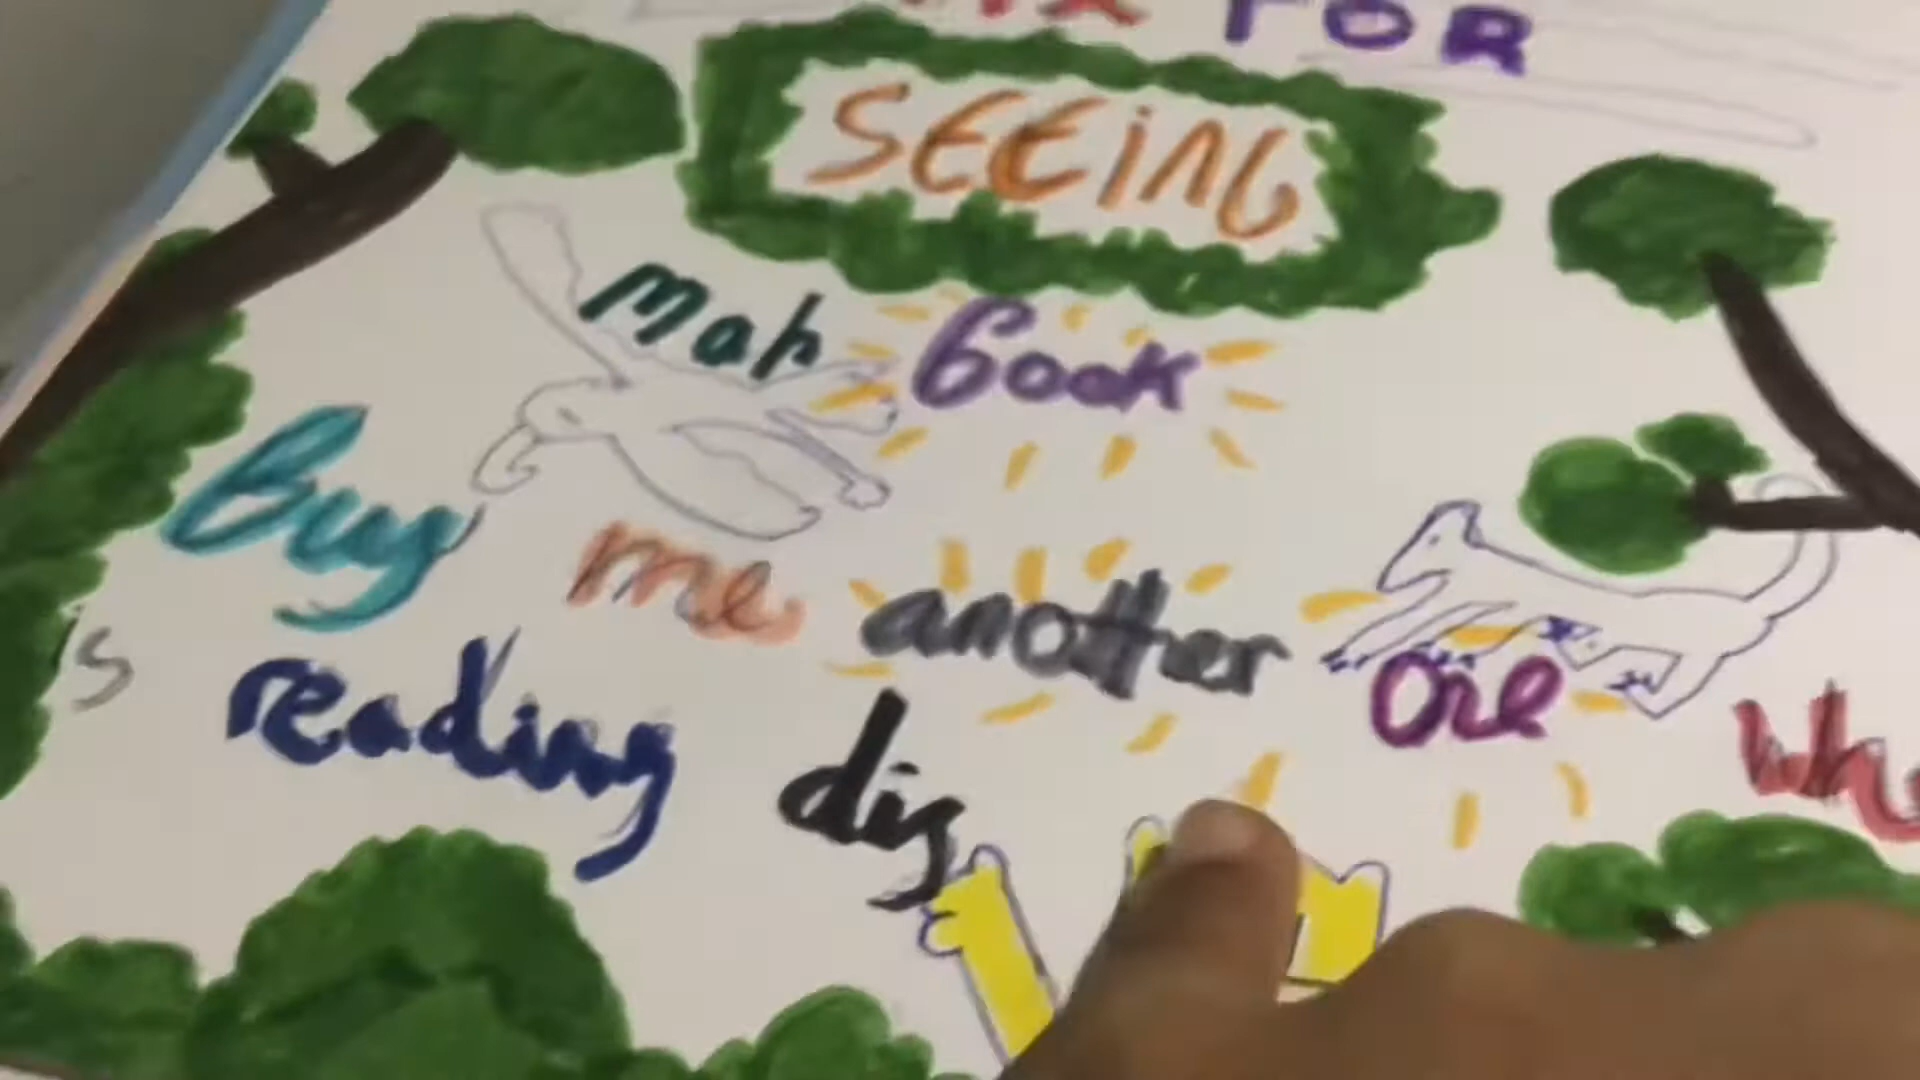 FOR
SEEING
mah book
Buy me another
one
s reading dis